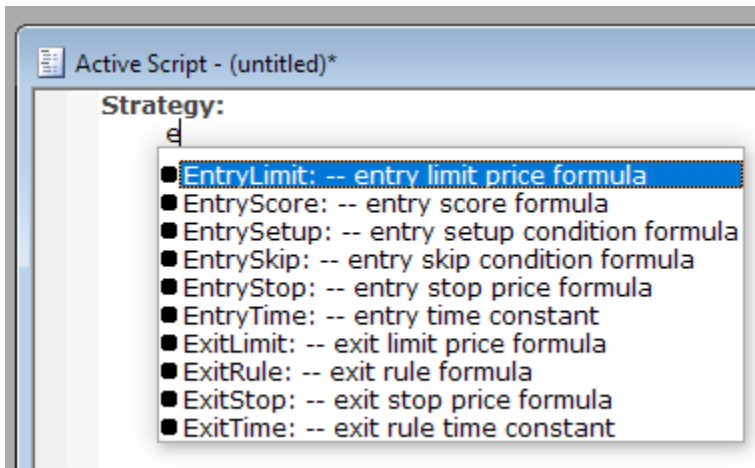 Active Script - (untitled)*
Strategy:
e
EntryLimit: -- entry limit price formula
EntryScore: -- entry score formula
EntrySetup: -- entry setup condition formula
EntrySkip: -- entry skip condition formula
EntryStop: -- entry stop price formula
EntryTime: -- entry time constant
ExitLimit: -- exit limit price formula
ExitRule: -- exit rule formula
ExitStop: -- exit stop price formula
ExitTime: -- exit rule time constant